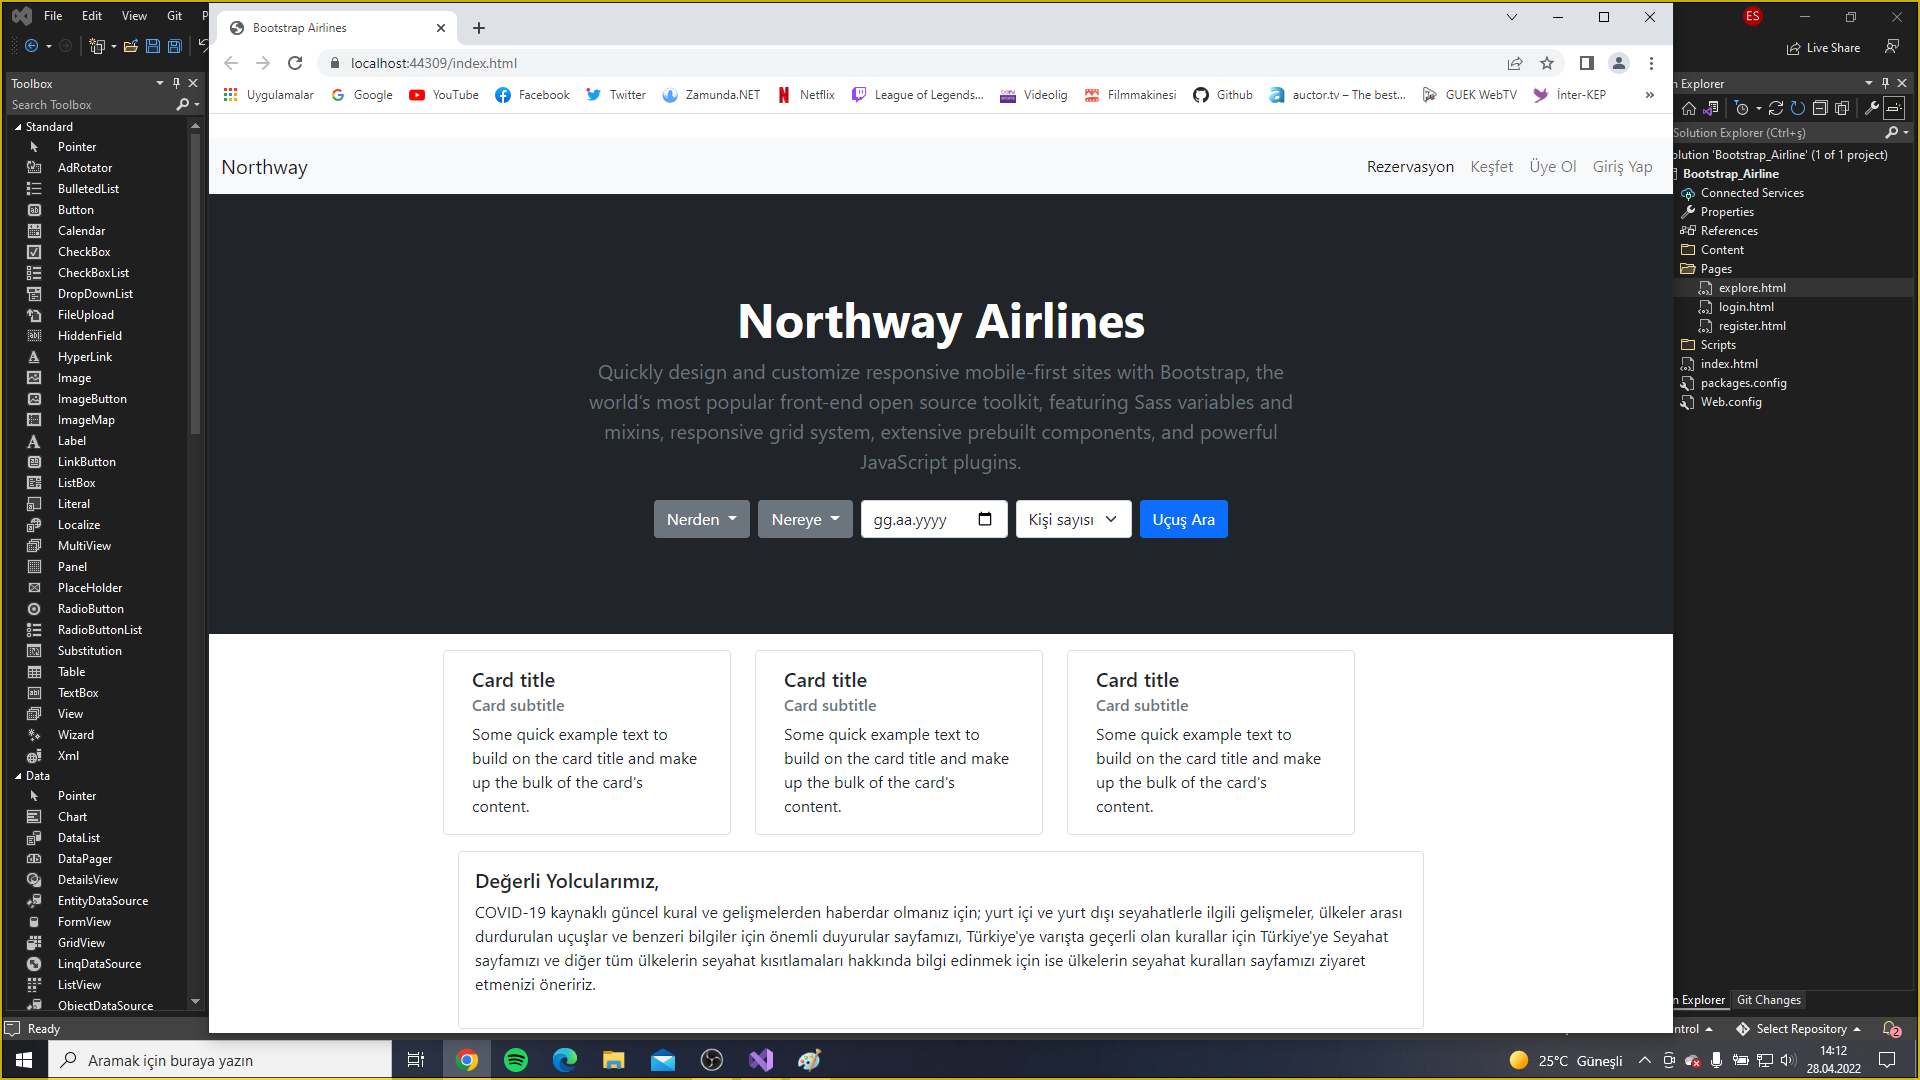 File Edit View Git P
Bootstrap Airlines
ES
localhost:44309/index.html
Live Share
Uygulamalar Google YouTube Facebook Twitter Zamunda.NET Netflix League of Legends... Videolig Filmmakinesi Github auctor.tv – The best... GUEK WebTV İnter-KEP »
Toolbox
Search Toolbox
Standard
Pointer
AdRotator
BulletedList
Button
Calendar
CheckBox
CheckBoxList
DropDownList
FileUpload
HiddenField
HyperLink
Image
ImageButton
ImageMap
Label
LinkButton
ListBox
Literal
Localize
MultiView
Panel
PlaceHolder
RadioButton
RadioButtonList
Substitution
Table
TextBox
View
Wizard
Xml
Data
Pointer
Chart
DataList
DataPager
DetailsView
EntityDataSource
FormView
GridView
LinqDataSource
ListView
ObjectDataSource
Northway Rezervasyon Keşfet Üye Ol Giriş Yap
Northway Airlines
Quickly design and customize responsive mobile-first sites with Bootstrap, the
world's most popular front-end open source toolkit, featuring Sass variables and
mixins, responsive grid system, extensive prebuilt components, and powerful
JavaScript plugins.
Nerden Nereye gg.aa.yyyy Kişi sayısı Uçuş Ara
Card title
Card subtitle
Some quick example text to
build on the card title and make
up the bulk of the card's
content.
Card title
Card subtitle
Some quick example text to
build on the card title and make
up the bulk of the card's
content.
Card title
Card subtitle
Some quick example text to
build on the card title and make
up the bulk of the card's
content.
Değerli Yolcularımız,
COVID-19 kaynaklı güncel kural ve gelişmelerden haberdar olmanız için; yurt içi ve yurt dışı seyahatlerle ilgili gelişmeler, ülkeler arası
durdurulan uçuşlar ve benzeri bilgiler için önemli duyurular sayfamızı, Türkiye'ye varışta geçerli olan kurallar için Türkiye'ye Seyahat
sayfamızı ve diğer tüm ülkelerin seyahat kısıtlamaları hakkında bilgi edinmek için ise ülkelerin seyahat kuralları sayfamızı ziyaret
etmenizi öneririz.
n Explorer
Solution Explorer (Ctrl+ş)
olution 'Bootstrap_Airline' (1 of 1 project)
Bootstrap_Airline
Connected Services
Properties
References
Content
Pages
explore.html
login.html
register.html
Scripts
index.html
packages.config
Web.config
n Explorer Git Changes
Ready
ntrol Select Repository 2
Aramak için buraya yazın
25°C Güneşli
14:12
28.04.2022